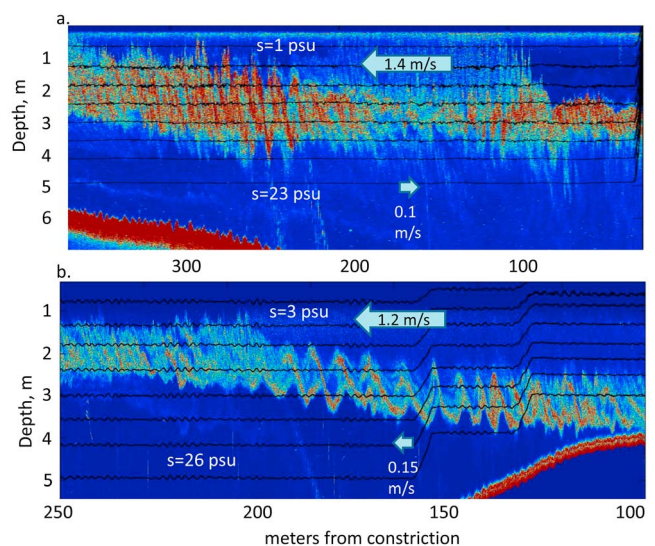 a.
s=1 psu
1
1.4 m/s
2
Depth, m
3
4
5
s=23 psu
0.1
m/s
6
300
200
100
b.
1
s=3 psu
1.2 m/s
2
Depth, m
3
4
s=26 psu
0.15
m/s
5
250
200
150
100
meters from constriction